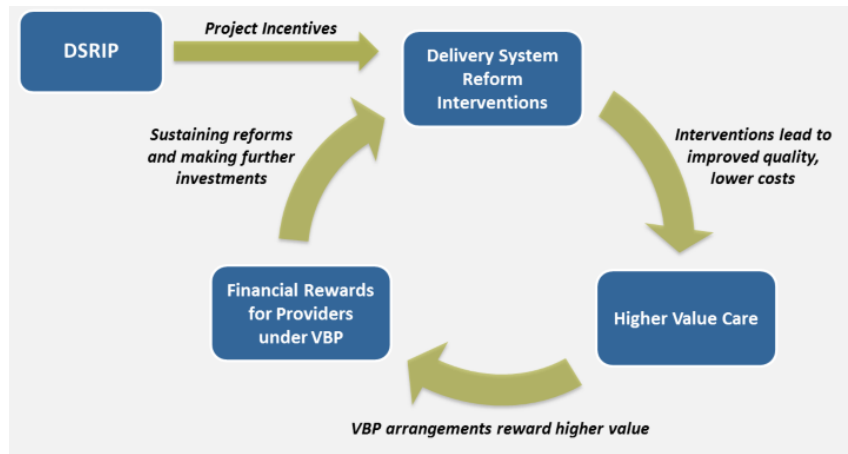 DSRIP
Project Incentives
Delivery System
Reform
Interventions
Sustaining reforms
and making further
investments
Interventions lead to
improved quality,
lower costs
Financial Rewards
for Providers
under VBP
Higher Value Care
VBP arrangements reward higher value